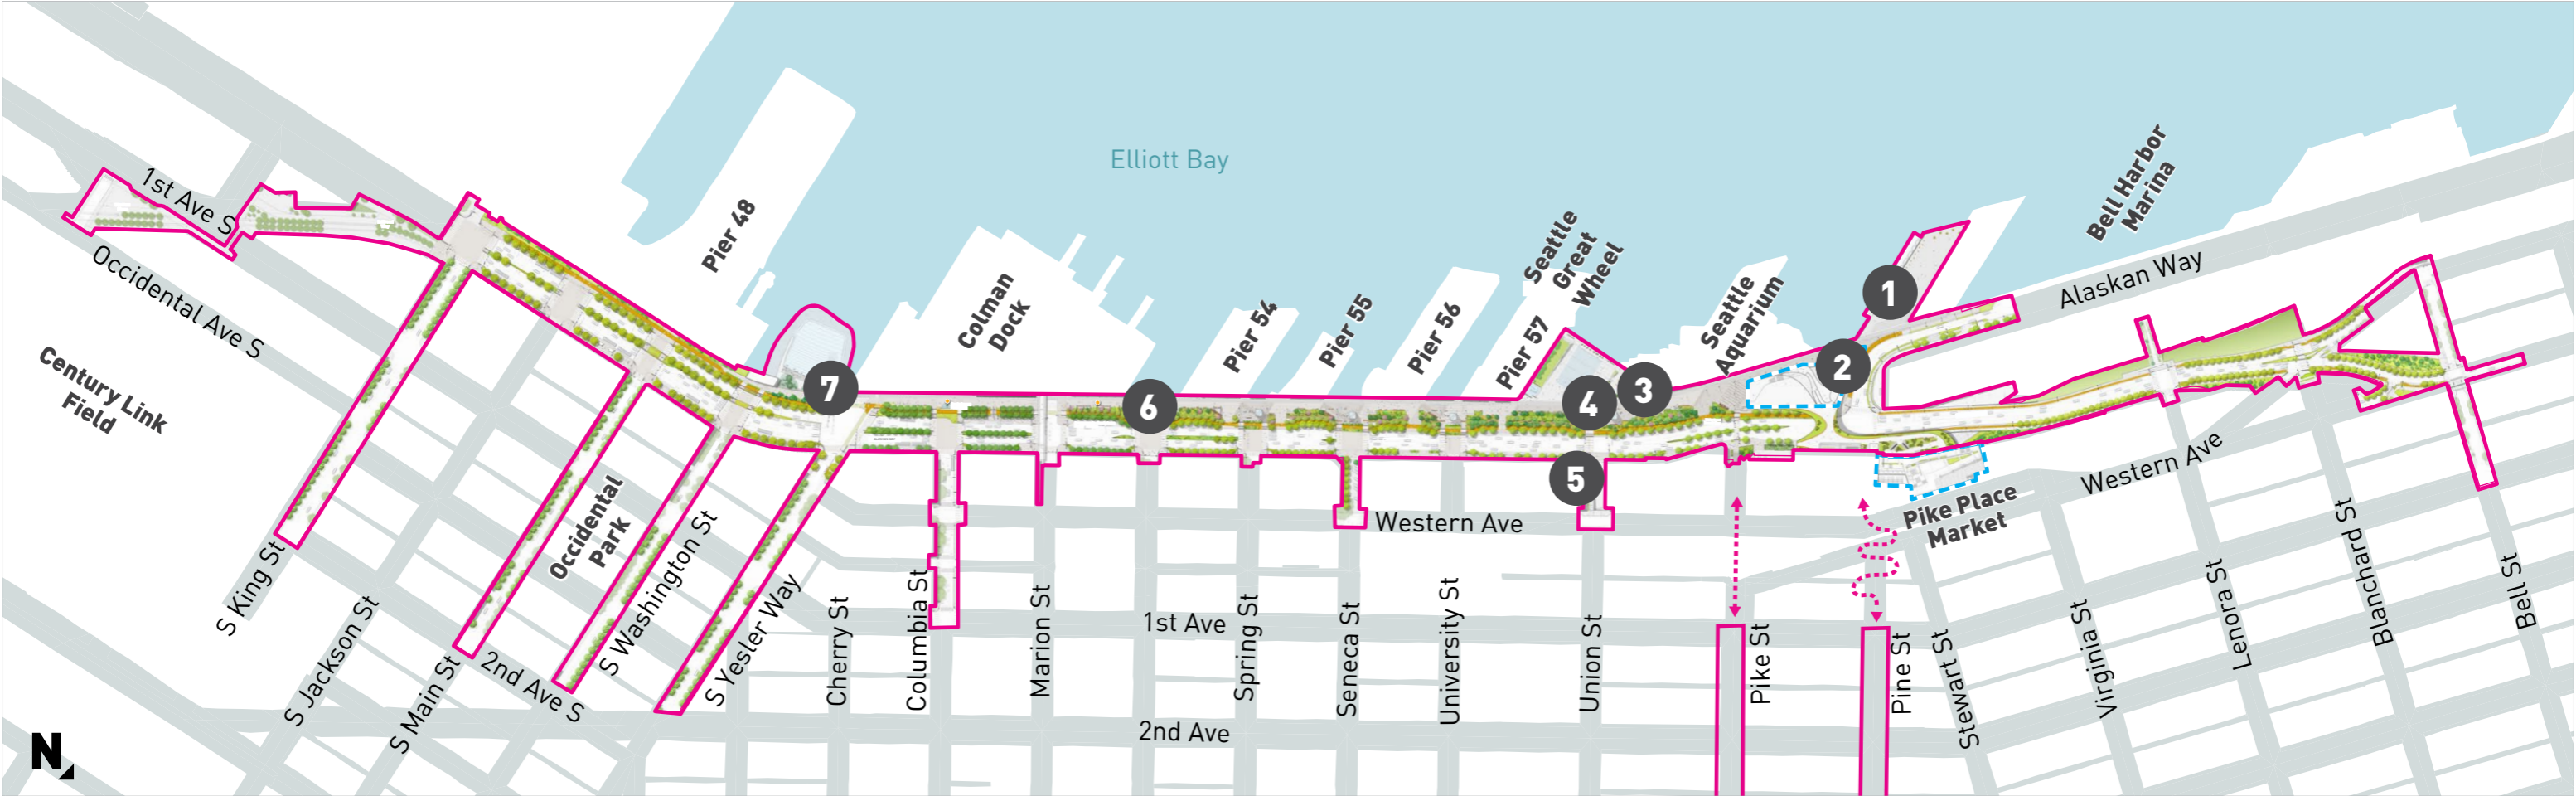 Elliott Bay
1st Ave S
Occidental Ave S
Century Link
Field
Pier 48
Colman
Dock
Pier 54
Pier 55
Pier 56
Pier 57
Seattle
Great
Wheel
Seattle
Aquarium
Bell Harbor
Marina
Alaskan Way
1
2
3
4
5
6
7
Western Ave
Western Ave
Pike Place
Market
Occidental
Park
S King St
S Jackson St
S Main St
2nd Ave S
S Washington St
S Yesler Way
Cherry St
Columbia St
Marion St
1st Ave
2nd Ave
Spring St
Seneca St
University St
Union St
Pike St
Pine St
Stewart St
Virginia St
Lenora St
Blanchard St
Bell St
N